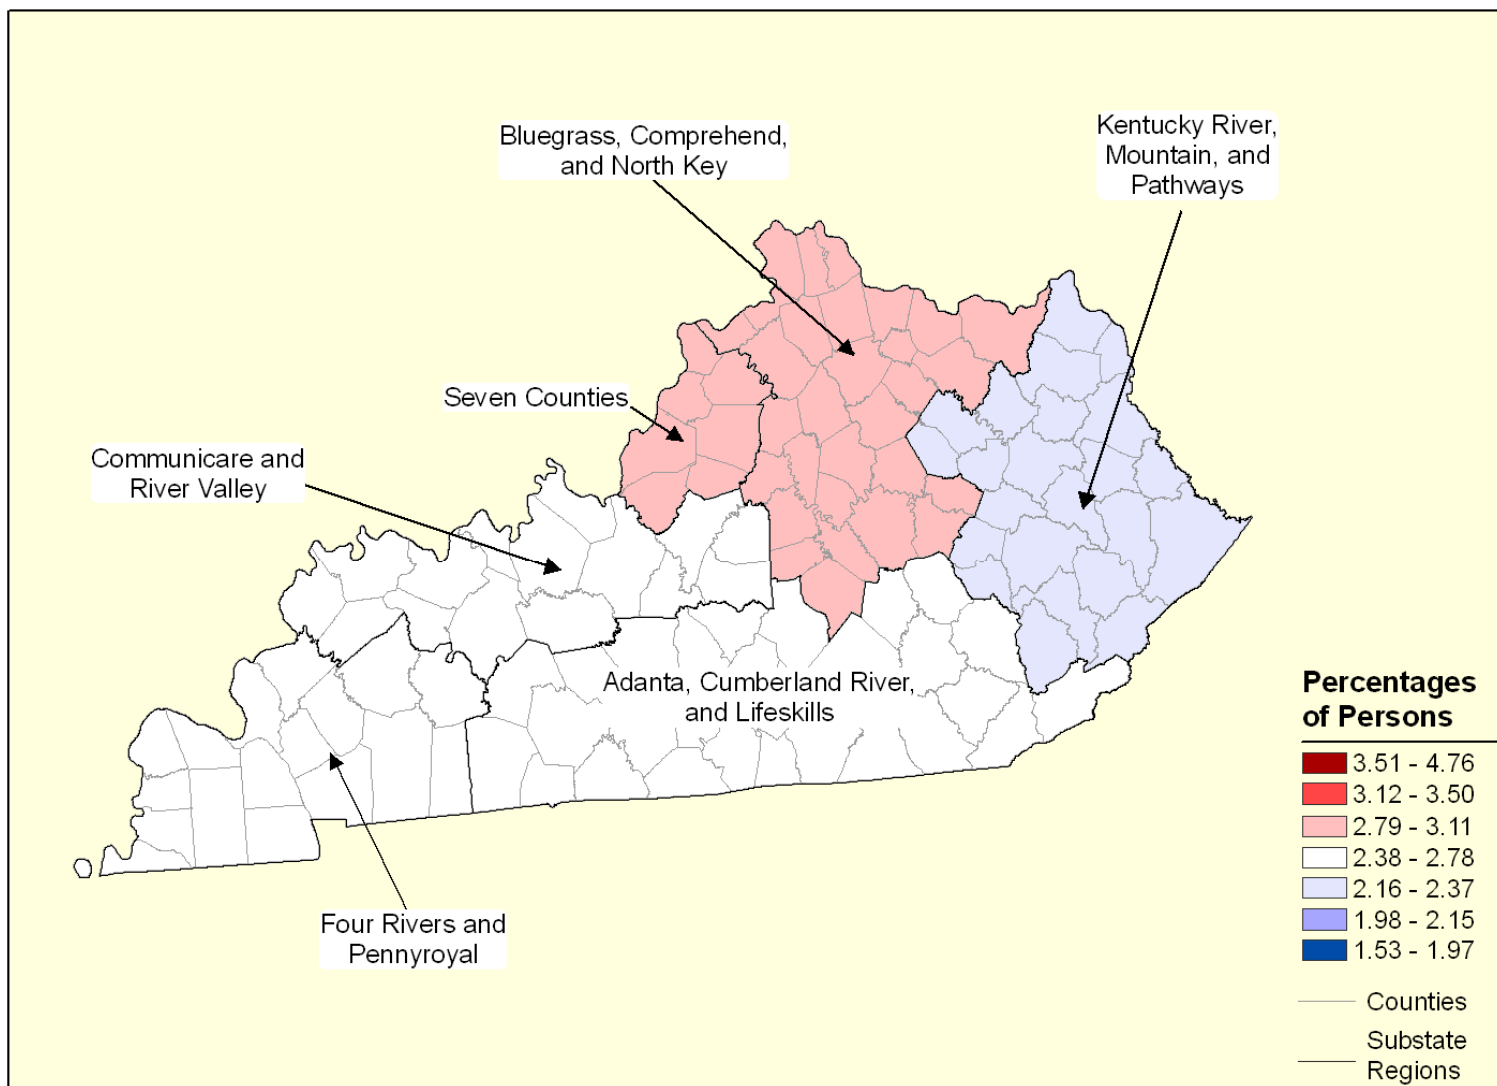 Bluegrass, Comprehend,
and North Key
Kentucky River,
Mountain, and
Pathways
Seven Counties
Communicare and
River Valley
Adanta, Cumberland River,
and Lifeskills
Four Rivers and
Pennyroyal
Percentages
of Persons
3.51 - 4.76
3.12 - 3.50
2.79 - 3.11
2.38 - 2.78
2.16 - 2.37
1.98 - 2.15
1.53 - 1.97
Counties
Substate
Regions